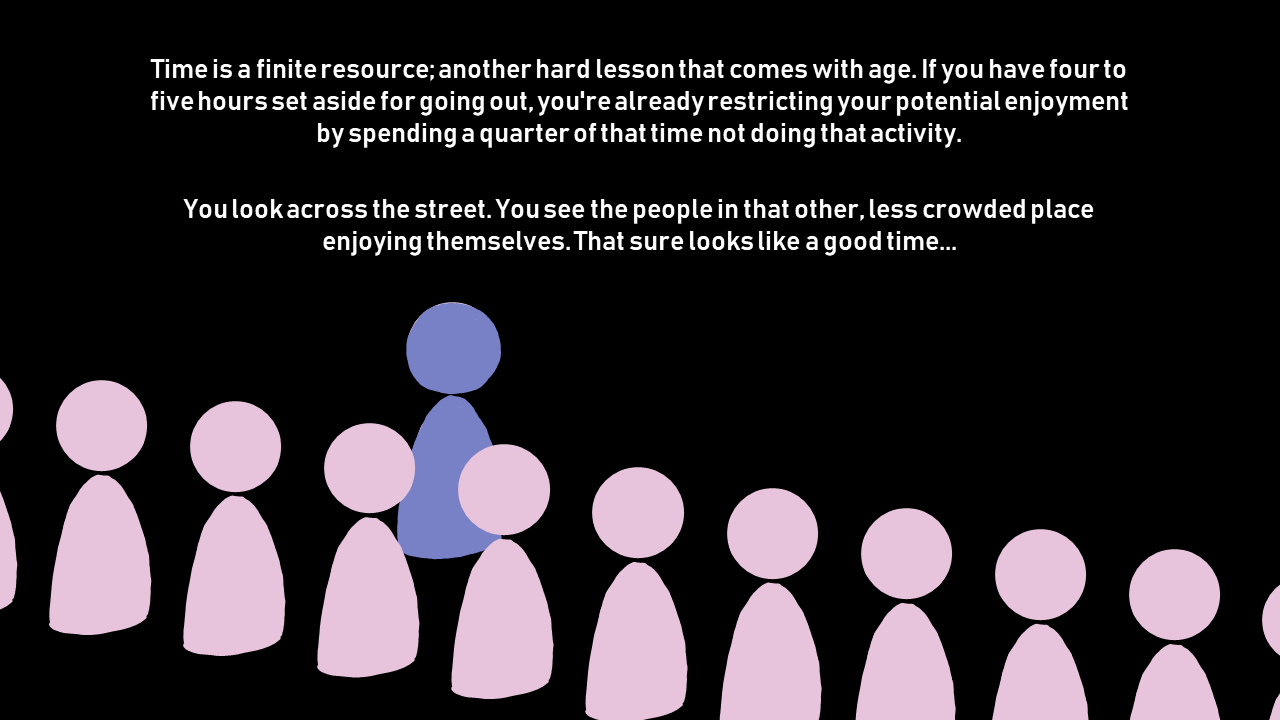 Time is a finite resource; another hard lesson that comes with age. If you have four to
five hours set aside for going out, you're already restricting your potential enjoyment
by spending a quarter of that time not doing that activity.
You look across the street. You see the people in that other, less crowded place
enjoying themselves. That sure looks like a good time...